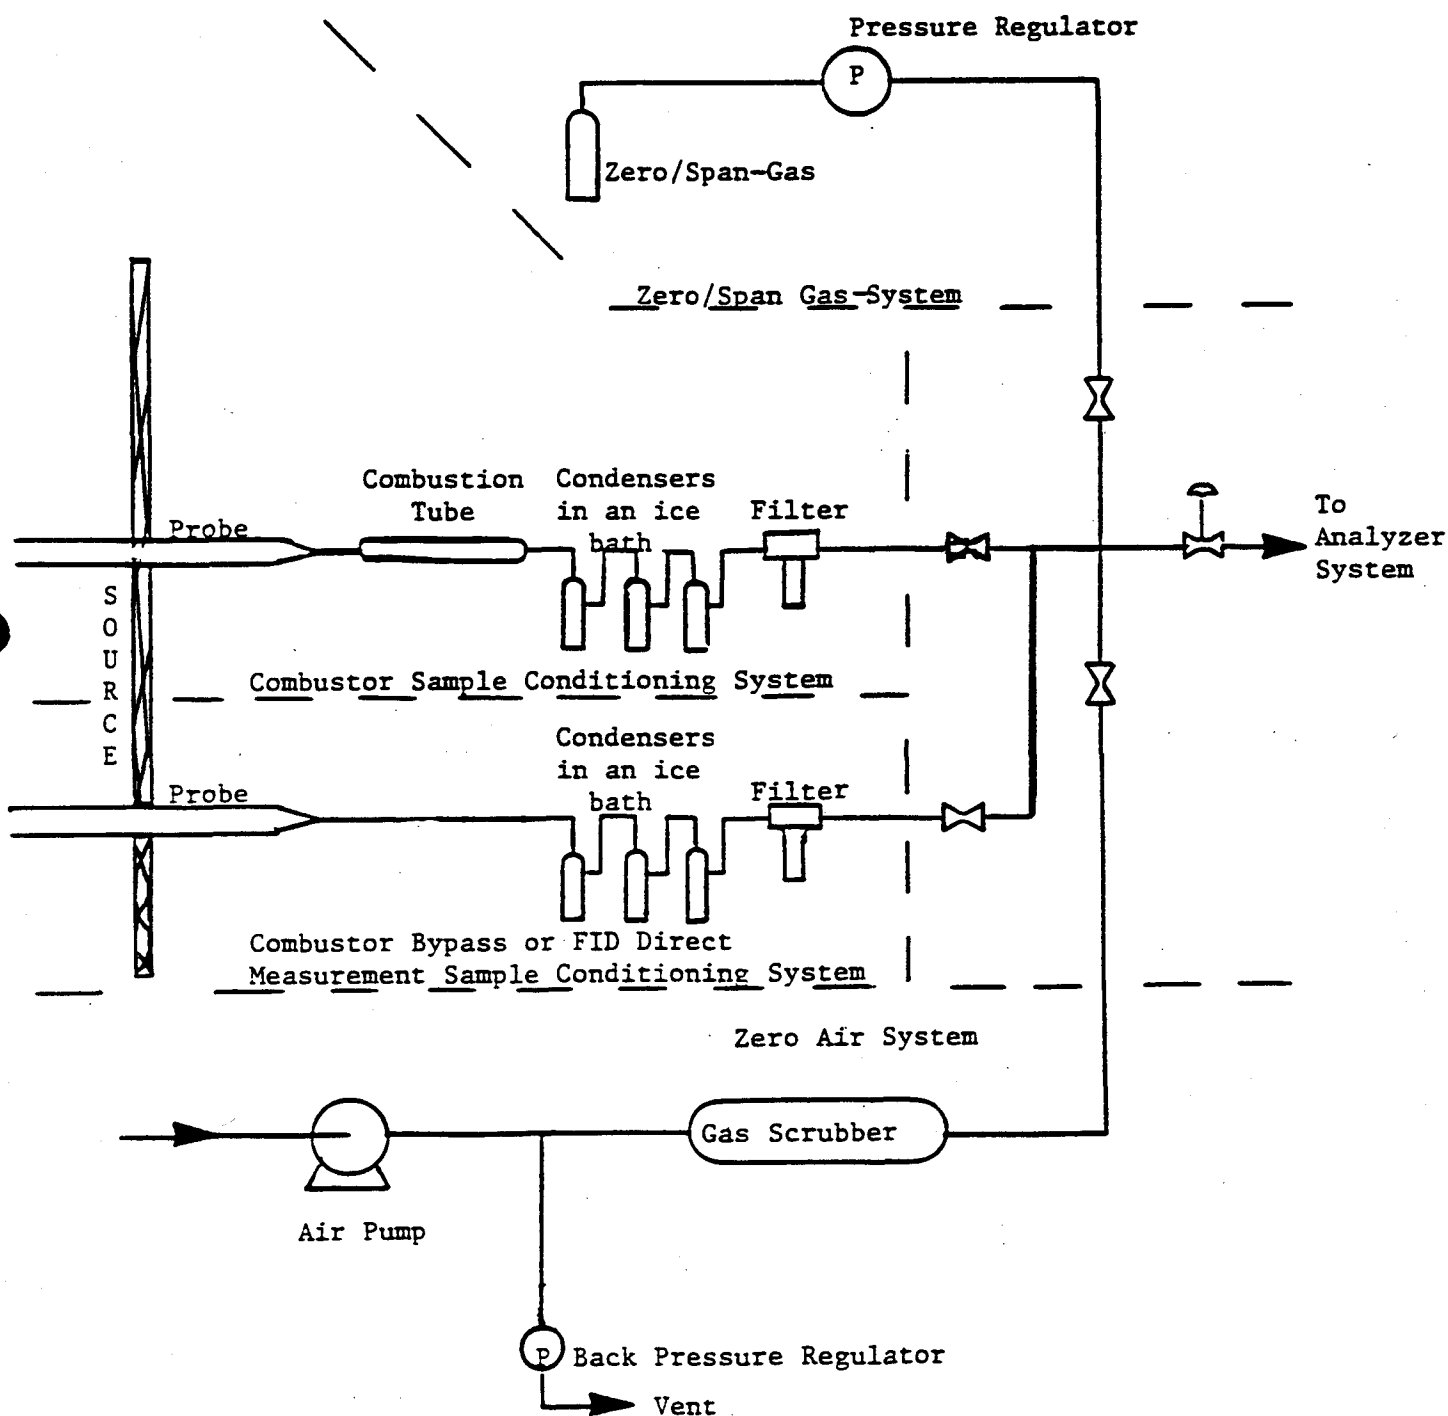 Pressure Regulator
P
Zero/Span-Gas
Zero/Span Gas-System
Combustion
Tube
Condensers
in an ice
bath
Filter
Probe
To
Analyzer
System
SOURCE
Combustor Sample Conditioning System
Condensers
in an ice
bath
Filter
Probe
Combustor Bypass or FID Direct
Measurement Sample Conditioning System
Zero Air System
Gas Scrubber
Air Pump
P
Back Pressure Regulator
Vent